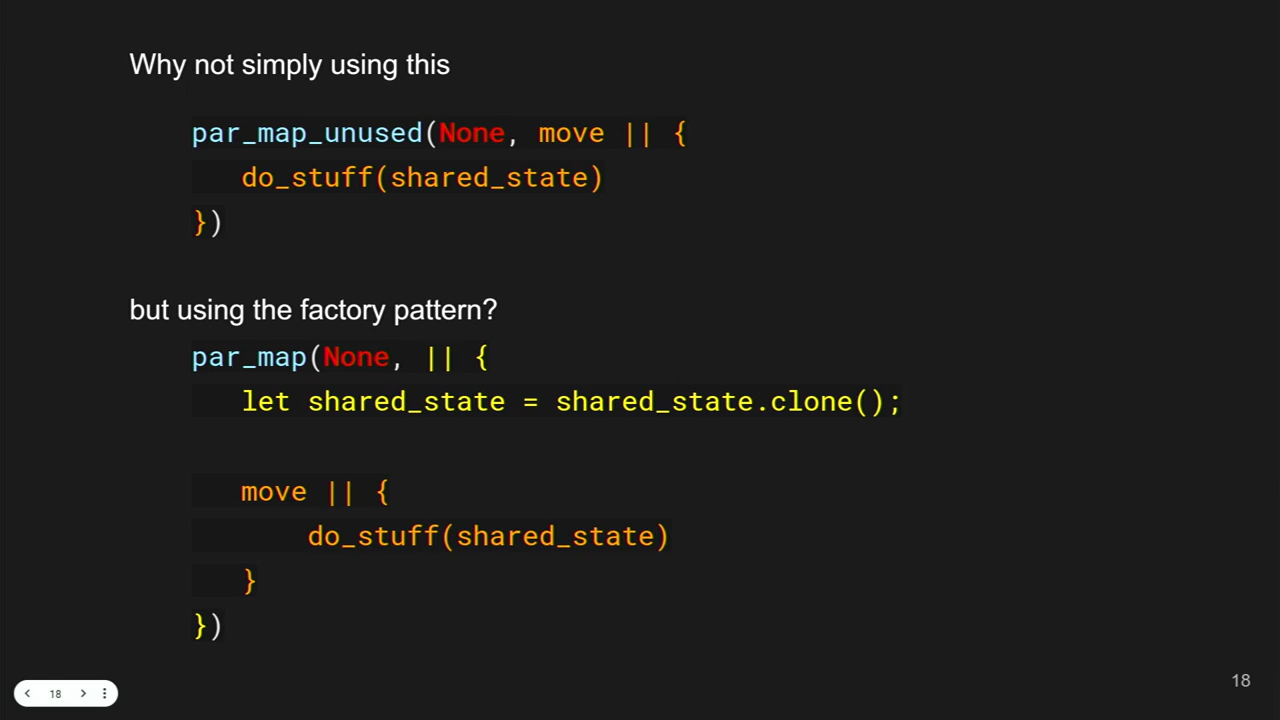 Why not simply using this
par_map_unused(None, move || {
do_stuff(shared_state)
})
but using the factory pattern?
par_map(None, || {
let shared_state = shared_state.clone();
move || {
do_stuff(shared_state)
}
})
18
18